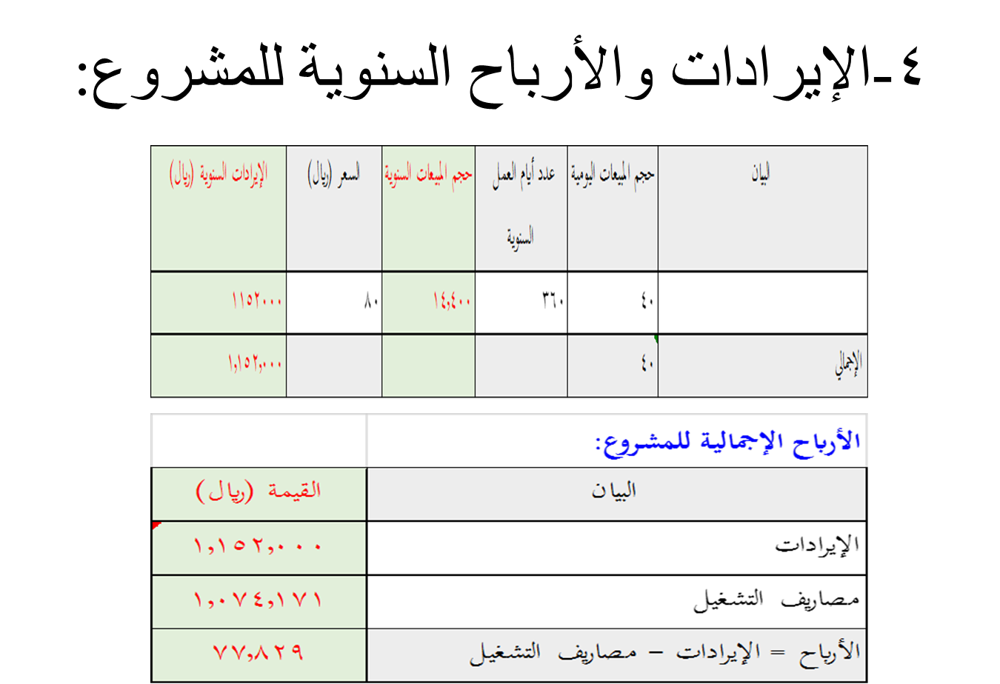 ٤-الإيرادات والأرباح السنوية للمشروع:
البيان حجم المبيعات اليومية عدد أيام العمل السنوية حجم المبيعات السنوية السعر (ريال) الإيرادات السنوية (ريال)
٤٠ ٣٦٠ ١٤,٤٠٠ ٨٠ ١١٥٢٠٠٠
الإجمالي ٤٠ ١,١٥٢,٠٠٠
الأرباح الإجمالية للمشروع:
البيان القيمة (ريال)
الإيرادات ١,١٥٢,٠٠٠
مصاريف التشغيل ١,٠٧٤,١٧١
الأرباح = الإيرادات – مصاريف التشغيل ٧٧,٨٢٩